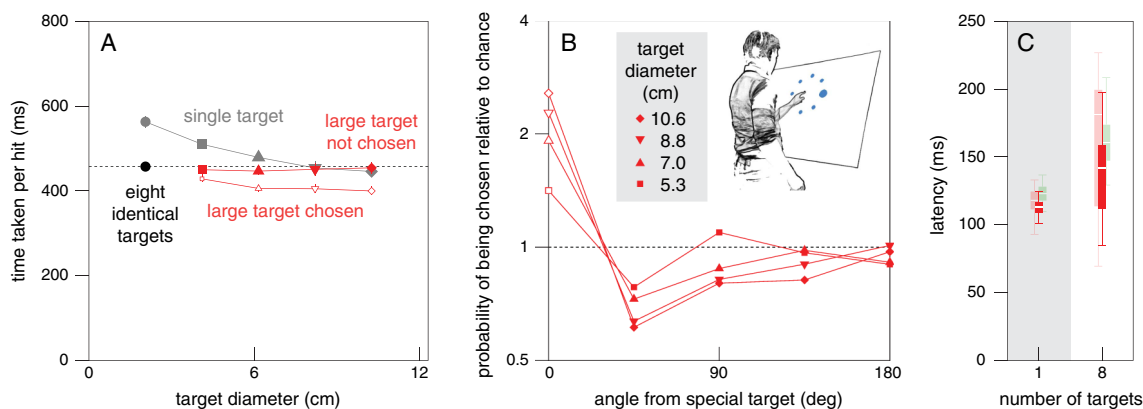 A
time taken per hit (ms)
800
600
400
200
0
single target
large target
not chosen
eight
identical
targets
large target chosen
0
6
12
target diameter (cm)
B
probability of being chosen relative to chance
4
2
1
0.5
target
diameter
(cm)
10.6
8.8
7.0
5.3
0
90
180
angle from special target (deg)
C
latency (ms)
250
200
150
100
50
0
1
8
number of targets